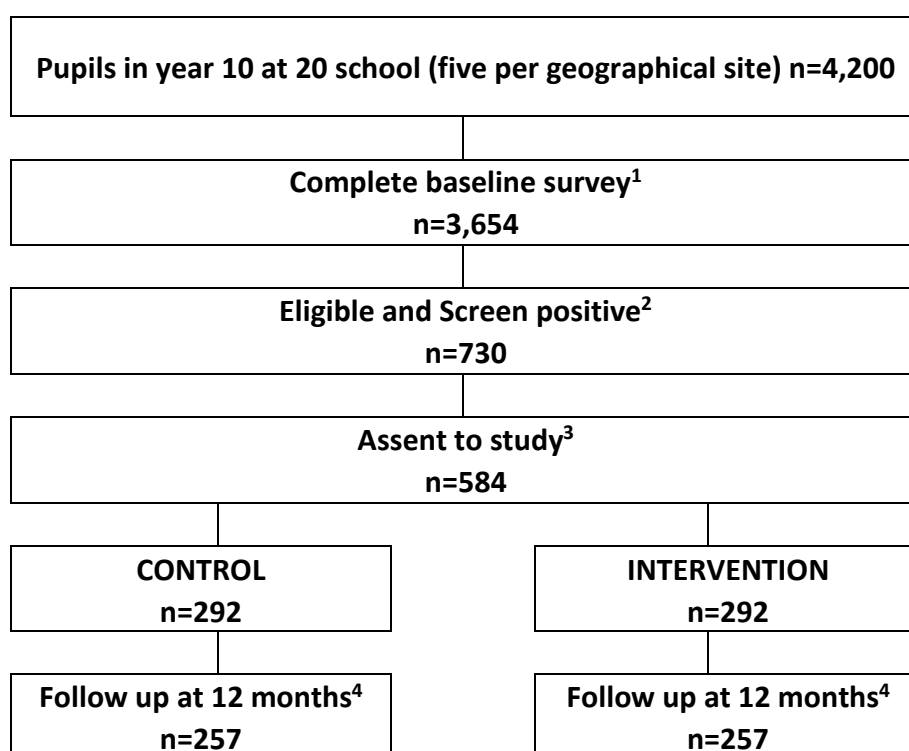 Pupils in year 10 at 20 school (five per geographical site) n=4,200
Complete baseline survey¹
n=3,654
Eligible and Screen positive²
n=730
Assent to study³
n=584
CONTROL
n=292
INTERVENTION
n=292
Follow up at 12 months⁴
n=257
Follow up at 12 months⁴
n=257